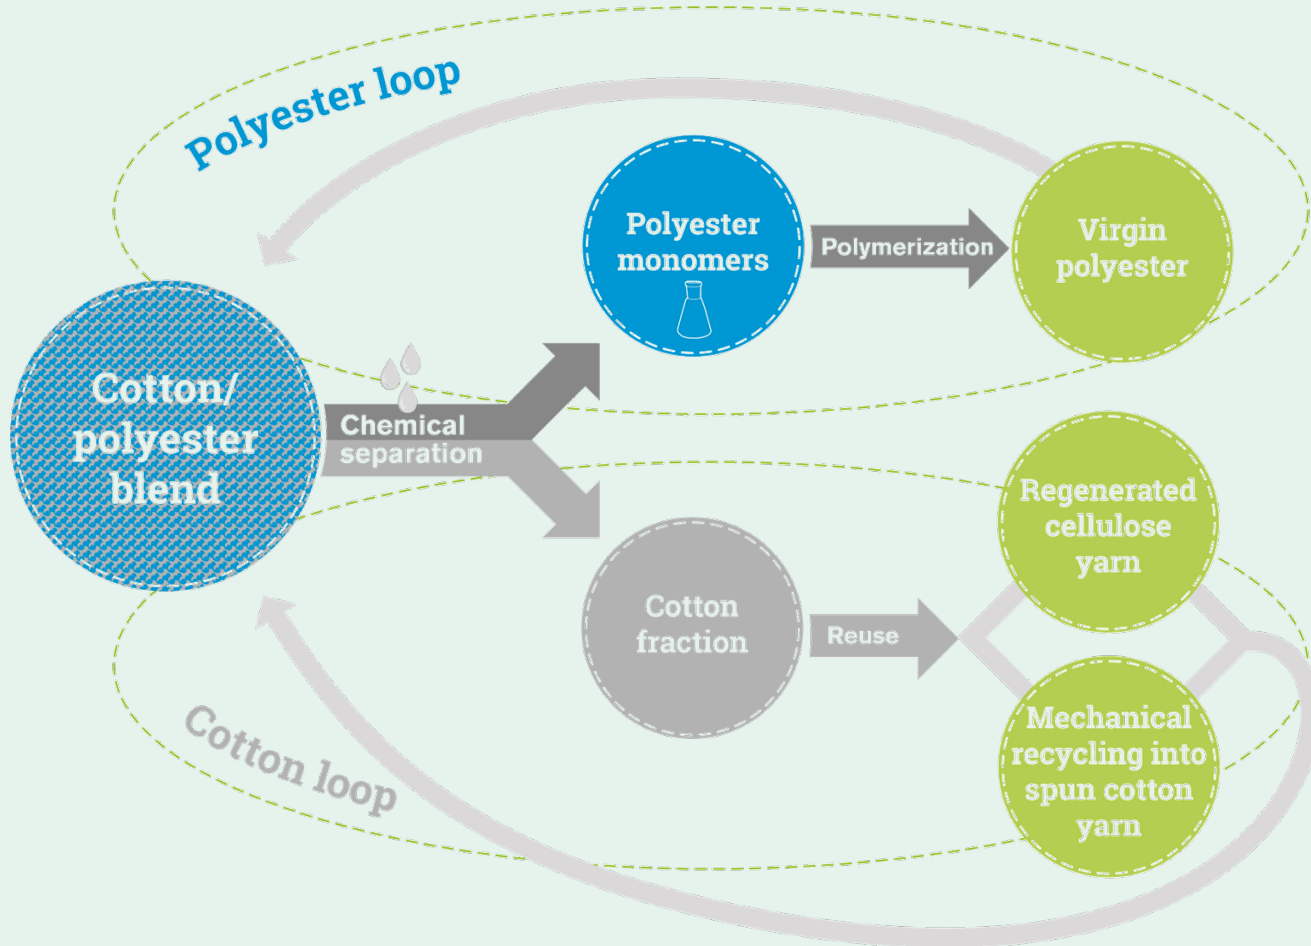 Polyester loop
Polyester
monomers
Polymerization
Virgin
polyester
Cotton/
polyester
blend
Chemical
separation
Regenerated
cellulose
yarn
Cotton
fraction
Reuse
Mechanical
recycling into
spun cotton
yarn
Cotton loop